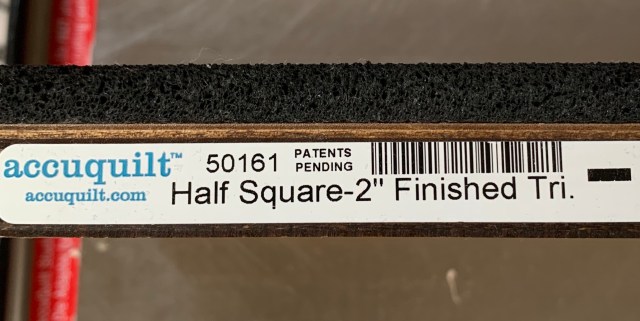 accuquilt™ 50161 PATENTS
PENDING
accuquilt.com
Half Square-2" Finished Tri.